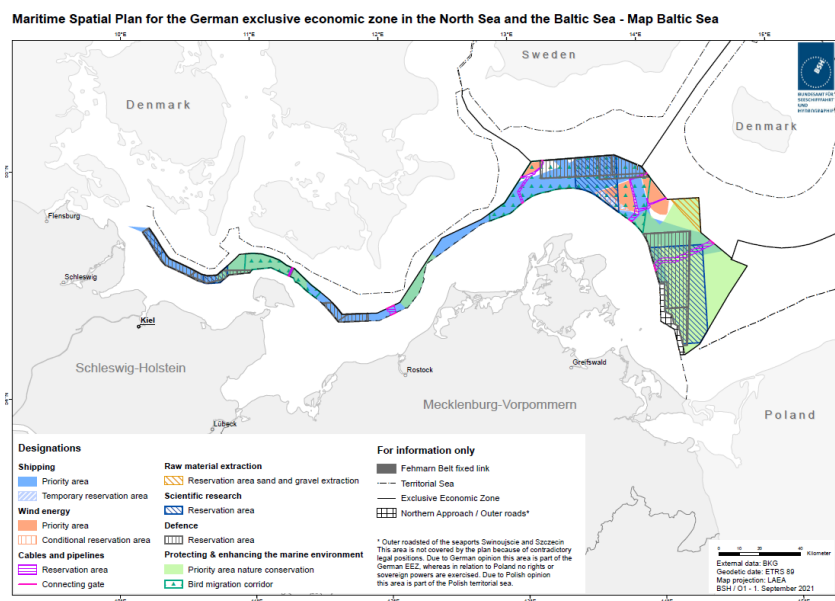 Maritime Spatial Plan for the German exclusive economic zone in the North Sea and the Baltic Sea - Map Baltic Sea
Sweden
BSH
BUNDESAMT FÜR
SEESCHIFFFAHRT
UND
HYDROGRAPHIE
Denmark
Denmark
Flensburg
Schleswig
Kiel
Greifswald
Rostock
Schleswig-Holstein
Mecklenburg-Vorpommern
Poland
Lübeck
Designations
Shipping
Priority area
Temporary reservation area
Wind energy
Priority area
Conditional reservation area
Cables and pipelines
Reservation area
Connecting gate
Raw material extraction
Reservation area sand and gravel extraction
Scientific research
Reservation area
Defence
Reservation area
Protecting & enhancing the marine environment
Priority area nature conservation
Bird migration corridor
For information only
Fehmarn Belt fixed link
Territorial Sea
Exclusive Economic Zone
Northern Approach / Outer roads*
* Outer roadsted of the seaports Swinoujscie and Szczecin
This area is not covered by the plan because of contradictory
legal positions. Due to German opinion this area is part of the
German EEZ, whereas in relation to Poland no rights or
sovereign powers are exercised. Due to Polish opinion
this area is part of the Polish territorial sea.
Kilometer
External data: BKG
Geodetic date: ETRS 89
Map projection: LAEA
BSH / O1 - 1. September 2021